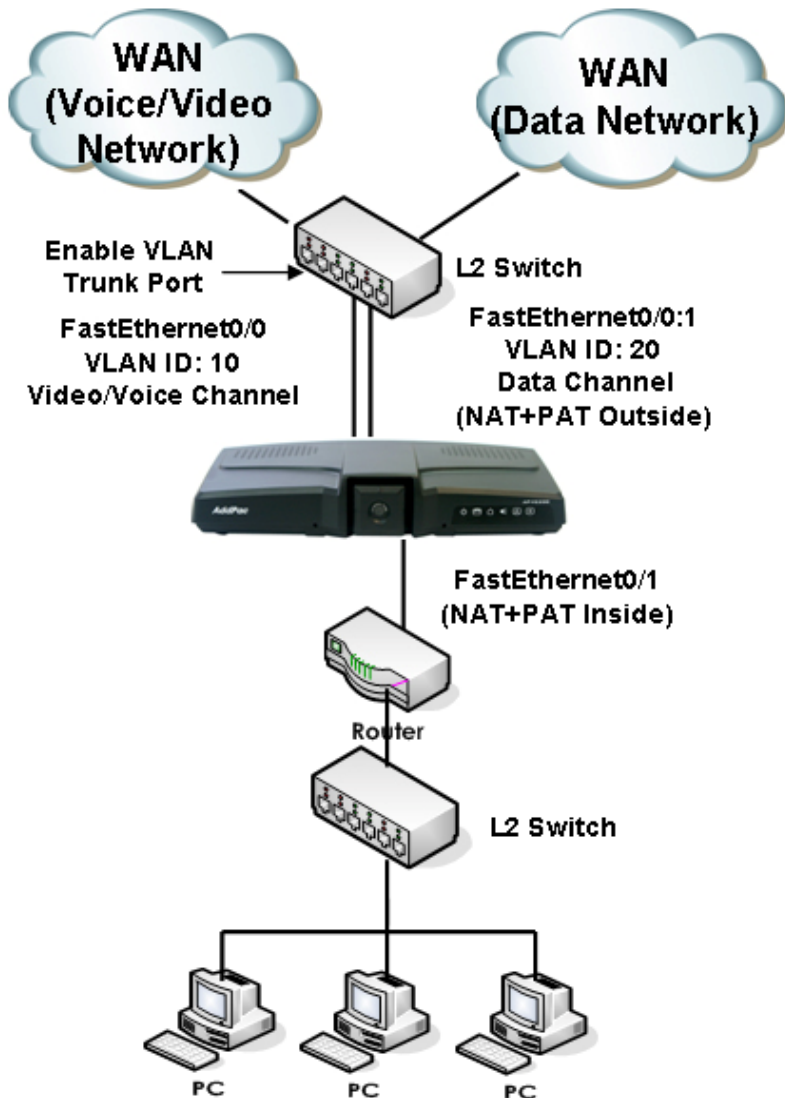 WAN
(Voice/Video
Network)
WAN
(Data Network)
Enable VLAN
Trunk Port
L2 Switch
FastEthernet0/0
VLAN ID: 10
Video/Voice Channel
FastEthernet0/0:1
VLAN ID: 20
Data Channel
(NAT+PAT Outside)
AddPac
FastEthernet0/1
(NAT+PAT Inside)
Router
L2 Switch
PC
PC
PC